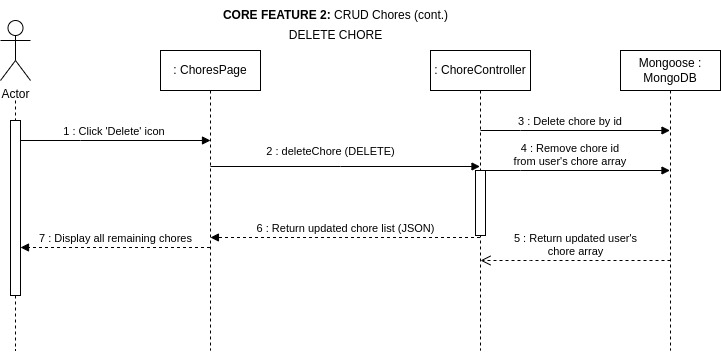 CORE FEATURE 2: CRUD Chores (cont.)
DELETE CHORE
Actor
: ChoresPage
: ChoreController
Mongoose :
MongoDB
1 : Click 'Delete' icon
2 : deleteChore (DELETE)
3 : Delete chore by id
4 : Remove chore id
from user's chore array
5 : Return updated user's
chore array
6 : Return updated chore list (JSON)
7 : Display all remaining chores